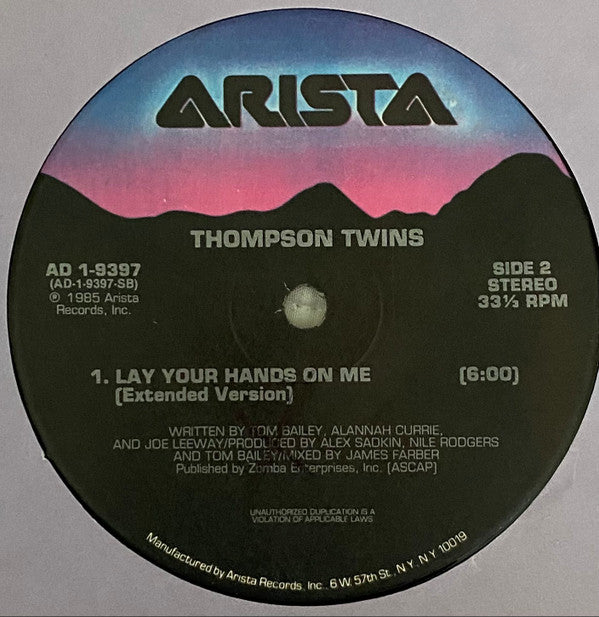 ARISTA
THOMPSON TWINS
AD 1-9397
(AD-1-9397-SB)
℗ 1985 Arista
Records, Inc.
SIDE 2
STEREO
33⅓ RPM
1. LAY YOUR HANDS ON ME [6:00]
[Extended Version]
WRITTEN BY TOM BAILEY, ALANNAH CURRIE,
AND JOE LEEWAY/PRODUCED BY ALEX SADKIN, NILE RODGERS
AND TOM BAILEY/MIXED BY JAMES FARBER
Published by Zomba Enterprises, Inc. [ASCAP]
UNAUTHORIZED DUPLICATION IS A
VIOLATION OF APPLICABLE LAWS
Manufactured by Arista Records, Inc., 6 W. 57th St., N.Y. N.Y. 10019